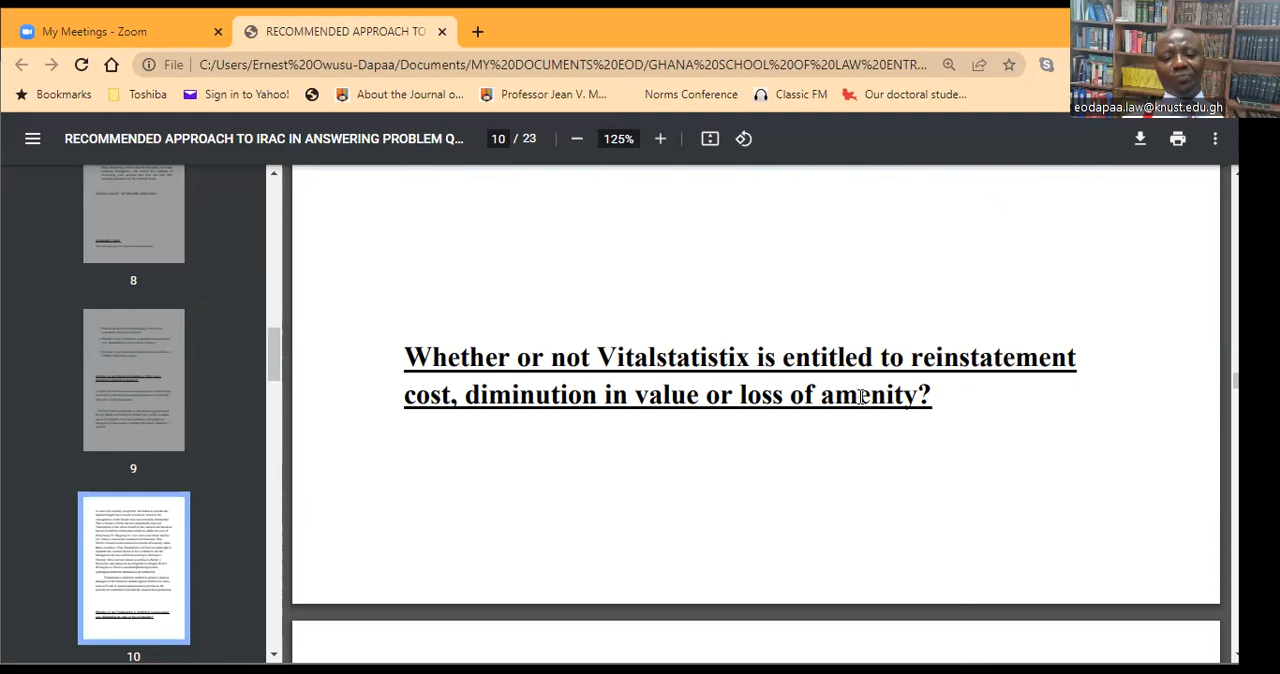 My Meetings - Zoom
RECOMMENDED APPROACH TO
File
C:/Users/Ernest%20Owusu-Dapa/Documents/MY%20DOCUMENTS%20EOD/GHANA%20SCHOOL%20OF%20LAW%20ENTR...
Bookmarks
Toshiba
Sign in to Yahoo!
About the Journal o...
Professor Jean V. M...
Norms Conference
Classic FM
Our doctoral stude...
eodapaa.law@knust.edu.gh
RECOMMENDED APPROACH TO IRAC IN ANSWERING PROBLEM Q...
10 / 23
125%
8
9
10
Whether or not Vitalstatistix is entitled to reinstatement
cost, diminution in value or loss of amenity?